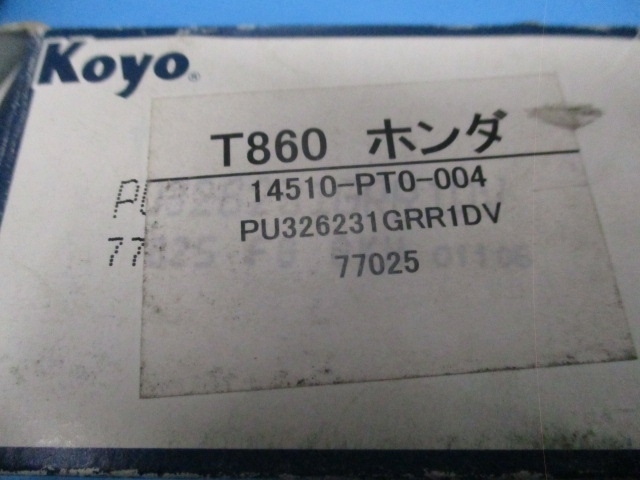 Koyo®
T860 ホンダ
14510-PT0-004
PU326231GRR1DV
77025